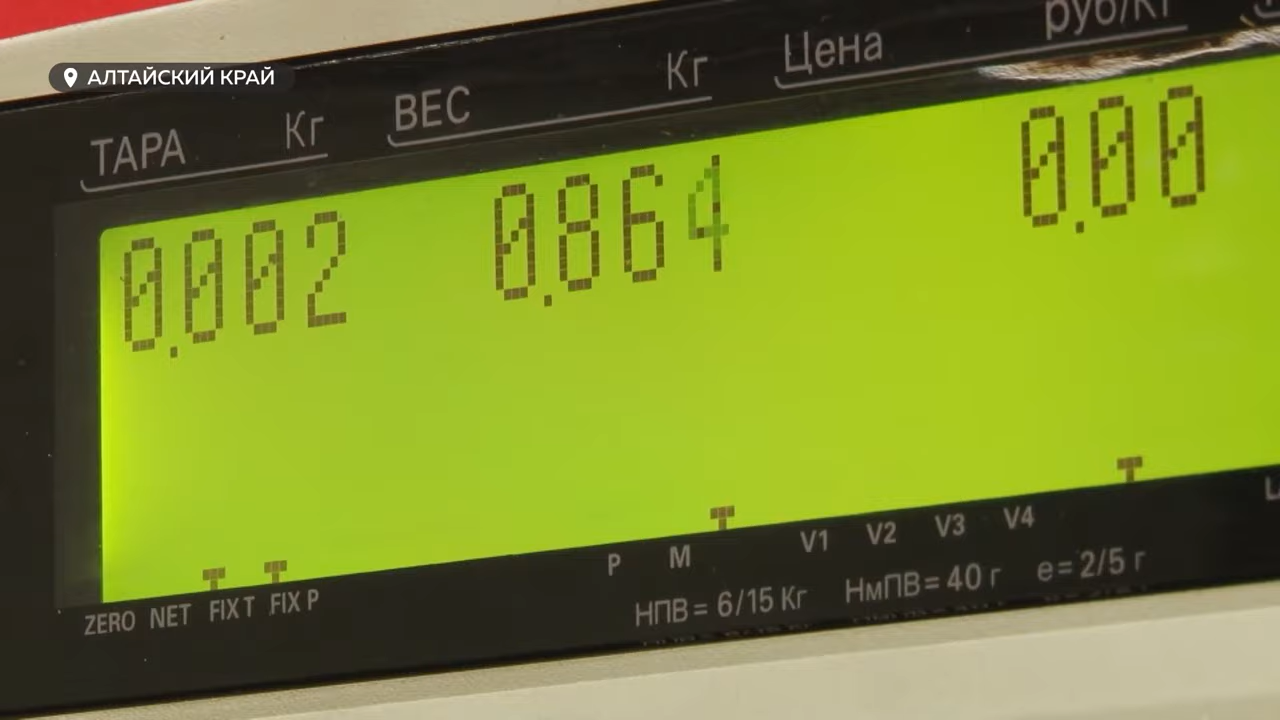 АЛТАЙСКИЙ КРАЙ
ТАРА Кг ВЕС Кг Цена руб/Кг
0.002 0.864 0.00
P M V1 V2 V3 V4
ZERO NET FIX T FIX P
НПВ = 6/15 Кг НмПВ = 40 г e = 2/5 г